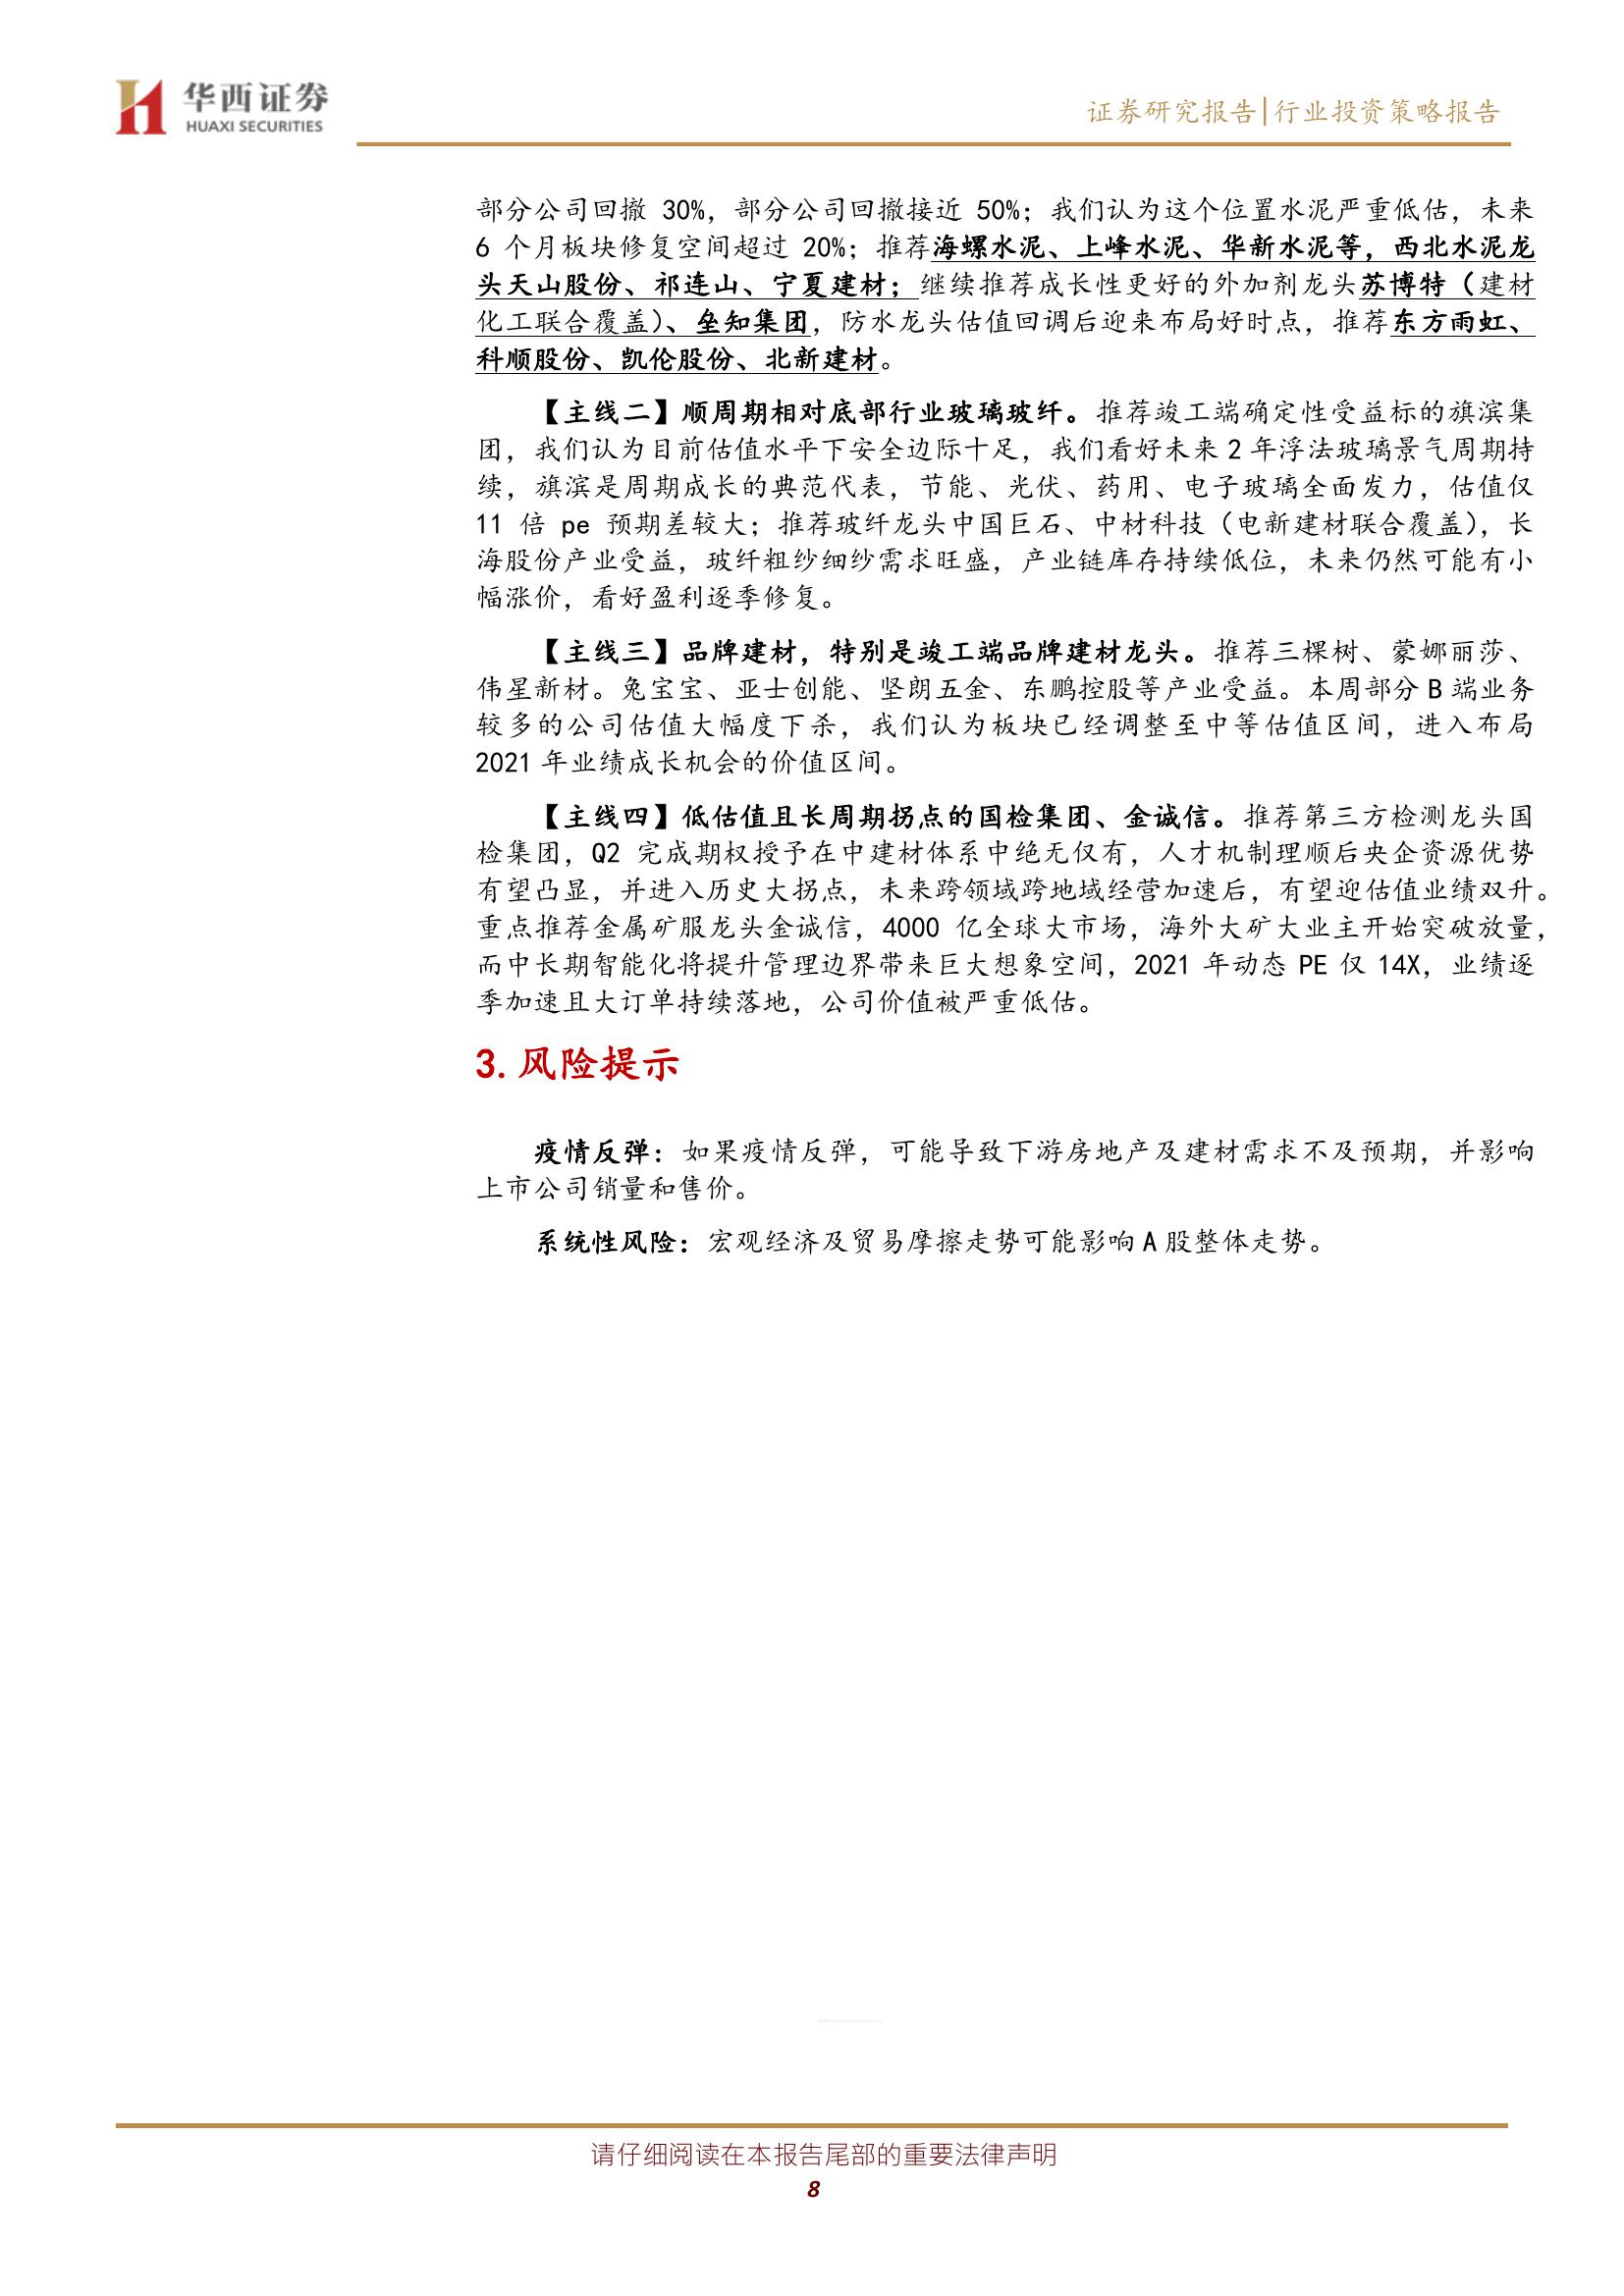 华西证券
HUAXI SECURITIES
证券研究报告|行业投资策略报告
部分公司回撤 30%，部分公司回撤接近 50%；我们认为这个位置水泥严重低估，未来
6 个月板块修复空间超过 20%；推荐海螺水泥、上峰水泥、华新水泥等，西北水泥龙
头天山股份、祁连山、宁夏建材；继续推荐成长性更好的外加剂龙头苏博特（建材
化工联合覆盖）、垒知集团，防水龙头估值回调后迎来布局好时点，推荐东方雨虹、
科顺股份、凯伦股份、北新建材。
【主线二】顺周期相对底部行业玻璃玻纤。推荐竣工端确定性受益标的旗滨集
团，我们认为目前估值水平下安全边际十足，我们看好未来 2 年浮法玻璃景气周期持
续，旗滨是周期成长的典范代表，节能、光伏、药用、电子玻璃全面发力，估值仅
11 倍 pe 预期差较大；推荐玻纤龙头中国巨石、中材科技（电新建材联合覆盖），长
海股份产业受益，玻纤粗纱细纱需求旺盛，产业链库存持续低位，未来仍然可能有小
幅涨价，看好盈利逐季修复。
【主线三】品牌建材，特别是竣工端品牌建材龙头。推荐三棵树、蒙娜丽莎、
伟星新材。兔宝宝、亚士创能、坚朗五金、东鹏控股等产业受益。本周部分 B 端业务
较多的公司估值大幅度下杀，我们认为板块已经调整至中等估值区间，进入布局
2021 年业绩成长机会的价值区间。
【主线四】低估值且长周期拐点的国检集团、金诚信。推荐第三方检测龙头国
检集团，Q2 完成期权授予在中建材体系中绝无仅有，人才机制理顺后央企资源优势
有望凸显，并进入历史大拐点，未来跨领域跨地域经营加速后，有望迎估值业绩双升。
重点推荐金属矿服龙头金诚信，4000 亿全球大市场，海外大矿大业主开始突破放量，
而中长期智能化将提升管理边界带来巨大想象空间，2021 年动态 PE 仅 14X，业绩逐
季加速且大订单持续落地，公司价值被严重低估。
3. 风险提示
疫情反弹：如果疫情反弹，可能导致下游房地产及建材需求不及预期，并影响
上市公司销量和售价。
系统性风险：宏观经济及贸易摩擦走势可能影响 A 股整体走势。
请仔细阅读在本报告尾部的重要法律声明
8